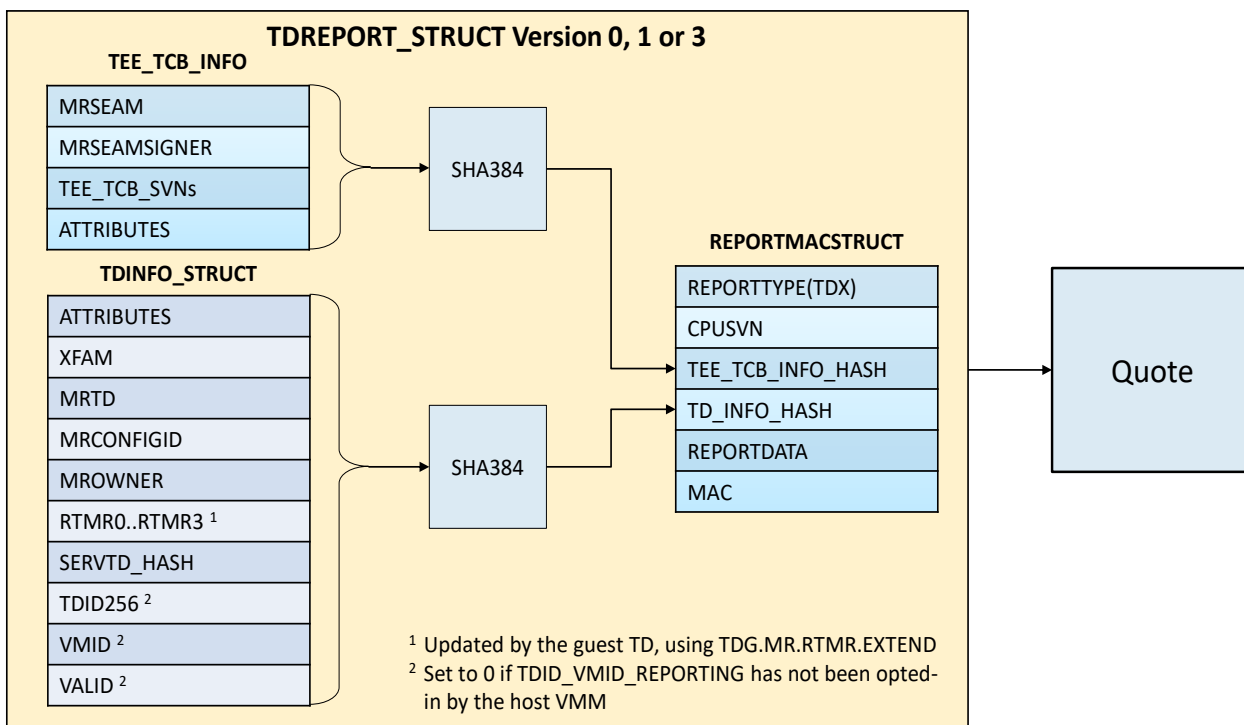 TDREPORT_STRUCT Version 0, 1 or 3
TEE_TCB_INFO
MRSEAM
MRSEAMSIGNER
TEE_TCB_SVNs
ATTRIBUTES
SHA384
TDINFO_STRUCT
ATTRIBUTES
XFAM
MRTD
MRCONFIGID
MROWNER
RTMR0..RTMR3 ¹
SERVTD_HASH
TDID256 ²
VMID ²
VALID ²
SHA384
REPORTMACSTRUCT
REPORTTYPE(TDX)
CPUSVN
TEE_TCB_INFO_HASH
TD_INFO_HASH
REPORTDATA
MAC
Quote
¹ Updated by the guest TD, using TDG.MR.RTMR.EXTEND
² Set to 0 if TDID_VMID_REPORTING has not been opted-
in by the host VMM